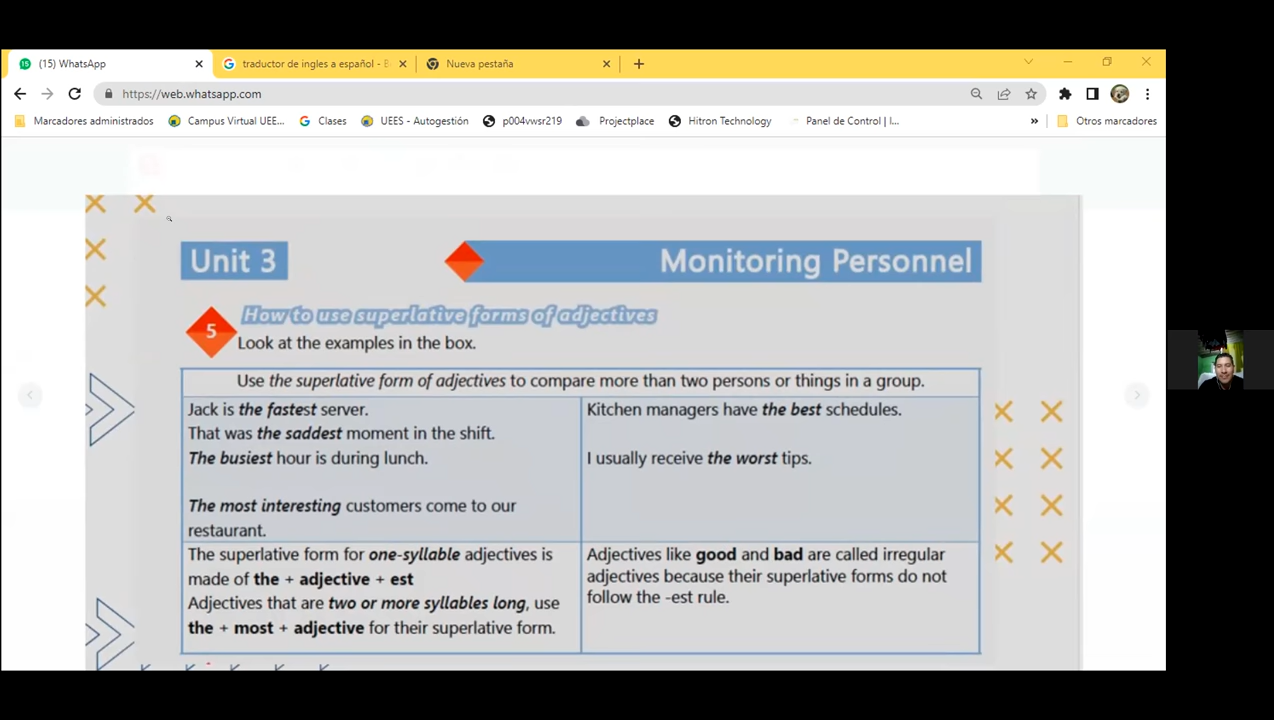 (15) WhatsApp
traductor de ingles a español - B
Nueva pestaña
https://web.whatsapp.com
Marcadores administrados
Campus Virtual UEE...
Clases
UEES - Autogestión
p004vwsr219
Projectplace
Hitron Technology
Panel de Control | I...
»
Otros marcadores
Unit 3
Monitoring Personnel
5
How to use superlative forms of adjectives
Look at the examples in the box.
Use the superlative form of adjectives to compare more than two persons or things in a group.
Jack is the fastest server.
That was the saddest moment in the shift.
The busiest hour is during lunch.
The most interesting customers come to our
restaurant.
Kitchen managers have the best schedules.
I usually receive the worst tips.
The superlative form for one-syllable adjectives is
made of the + adjective + est
Adjectives that are two or more syllables long, use
the + most + adjective for their superlative form.
Adjectives like good and bad are called irregular
adjectives because their superlative forms do not
follow the -est rule.